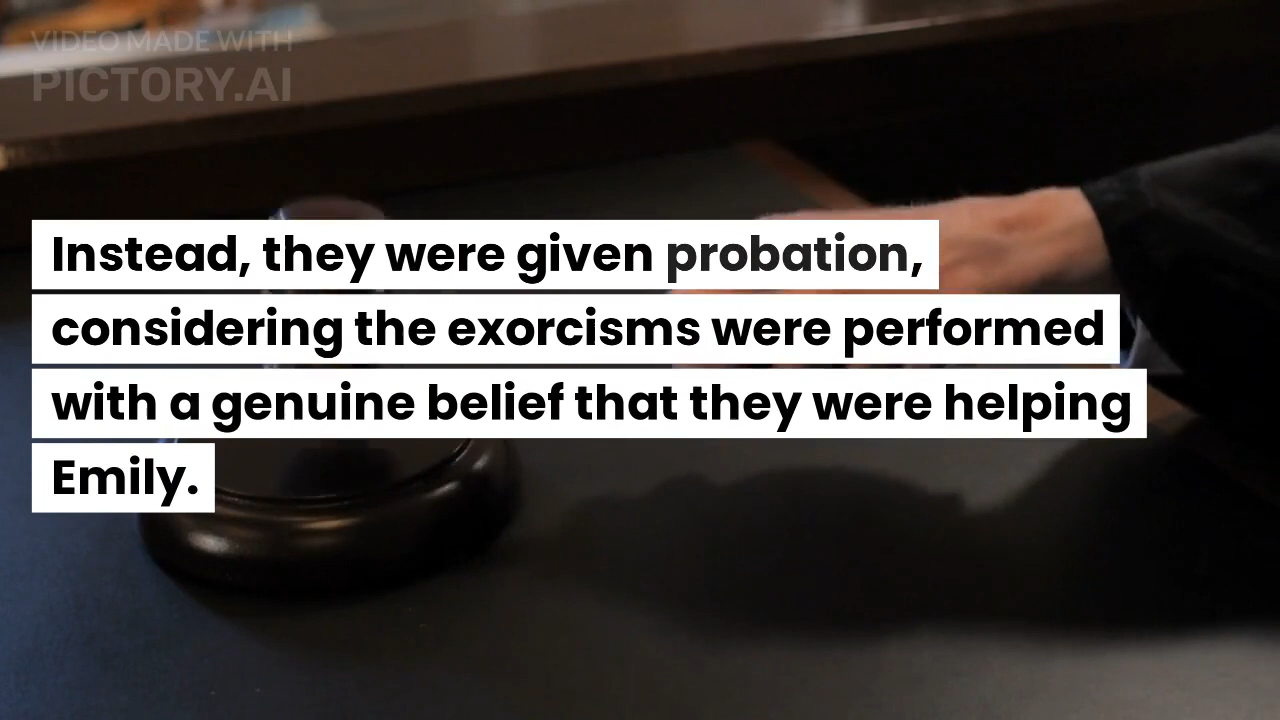 VIDEO MADE WITH
PICTORY.AI
Instead, they were given probation,
considering the exorcisms were performed
with a genuine belief that they were helping
Emily.